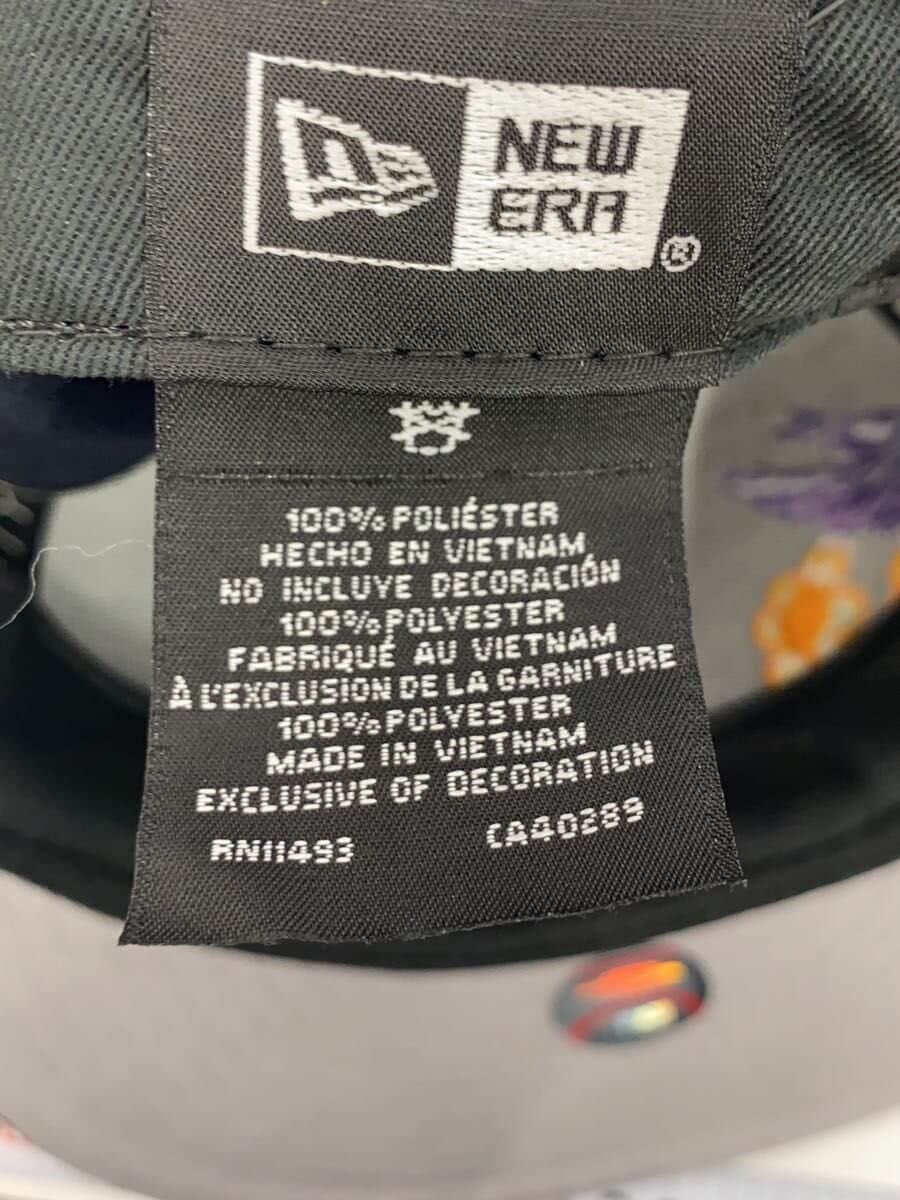 NEW
ERA
®
100% POLIÉSTER
HECHO EN VIETNAM
NO INCLUYE DECORACIÓN
100% POLYESTER
FABRIQUÉ AU VIETNAM
À L'EXCLUSION DE LA GARNITURE
100% POLYESTER
MADE IN VIETNAM
EXCLUSIVE OF DECORATION
RN11493 CA40289